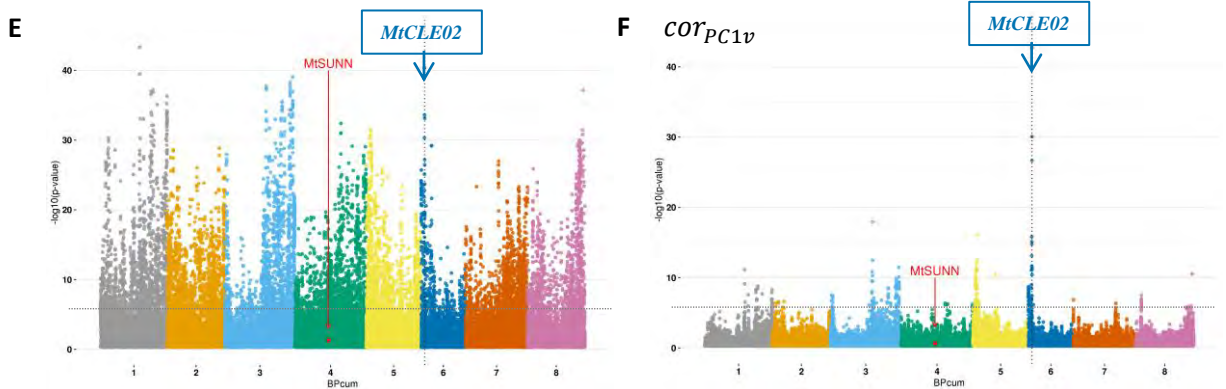 E
MtCLE02
MtSUNN
40
30
20
10
0
-log10(p-value)
1 2 3 4 5 6 7 8
BPcum
F cor_PC1v
MtCLE02
MtSUNN
40
30
20
10
0
-log10(p-value)
1 2 3 4 5 6 7 8
BPcum